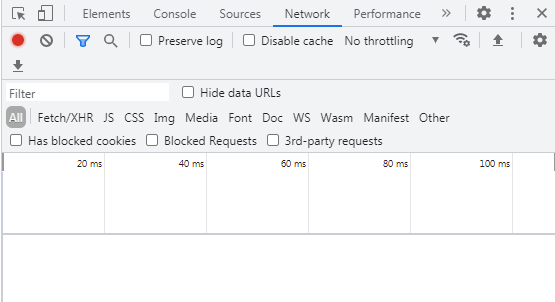 Elements Console Sources Network Performance »
Preserve log Disable cache No throttling
Filter Hide data URLs
All Fetch/XHR JS CSS Img Media Font Doc WS Wasm Manifest Other
Has blocked cookies Blocked Requests 3rd-party requests
20 ms 40 ms 60 ms 80 ms 100 ms